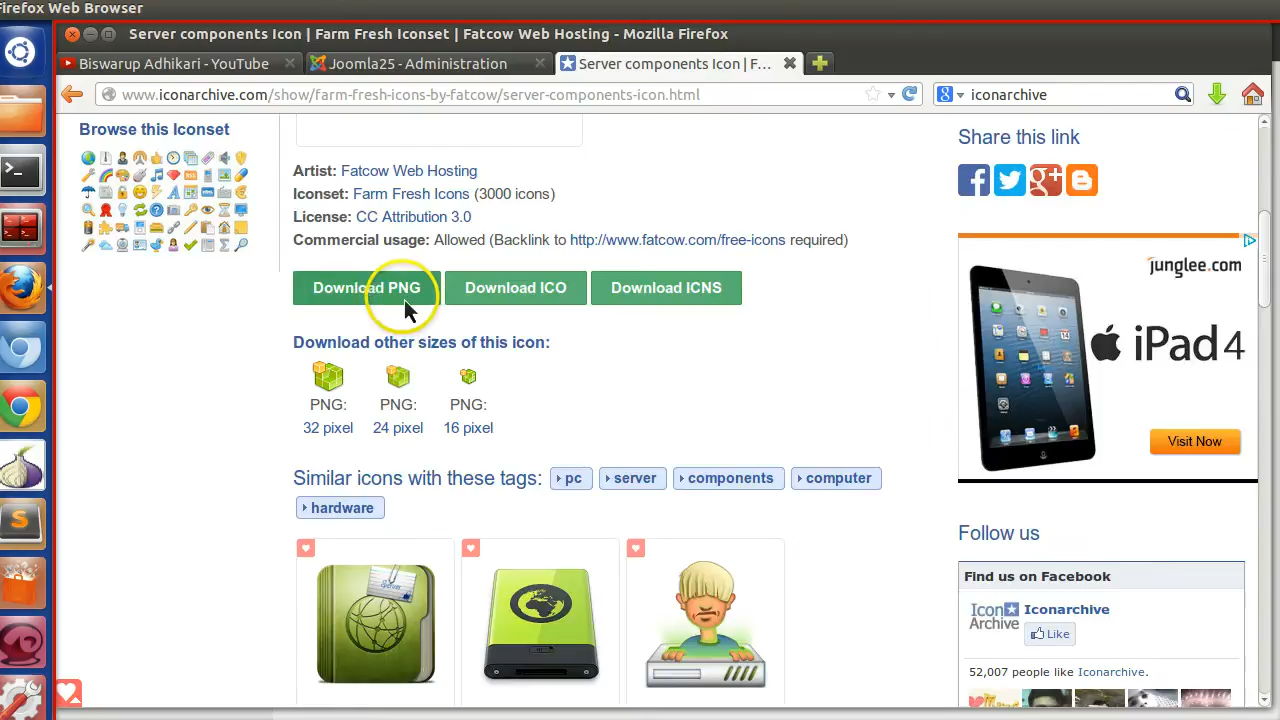 Firefox Web Browser
Server components Icon | Farm Fresh Iconset | Fatcow Web Hosting - Mozilla Firefox
Biswarup Adhikari - YouTube
Joomla25 - Administration
Server components Icon | F...
www.iconarchive.com/show/farm-fresh-icons-by-fatcow/server-components-icon.html
iconarchive
Browse this Iconset
Artist: Fatcow Web Hosting
Iconset: Farm Fresh Icons (3000 icons)
License: CC Attribution 3.0
Commercial usage: Allowed (Backlink to http://www.fatcow.com/free-icons required)
Download PNG
Download ICO
Download ICNS
Download other sizes of this icon:
PNG: PNG: PNG:
32 pixel 24 pixel 16 pixel
Similar icons with these tags: pc server components computer
hardware
Share this link
junglee.com
iPad 4
Visit Now
Follow us
Find us on Facebook
Icon Archive
Iconarchive
Like
52,007 people like Iconarchive.